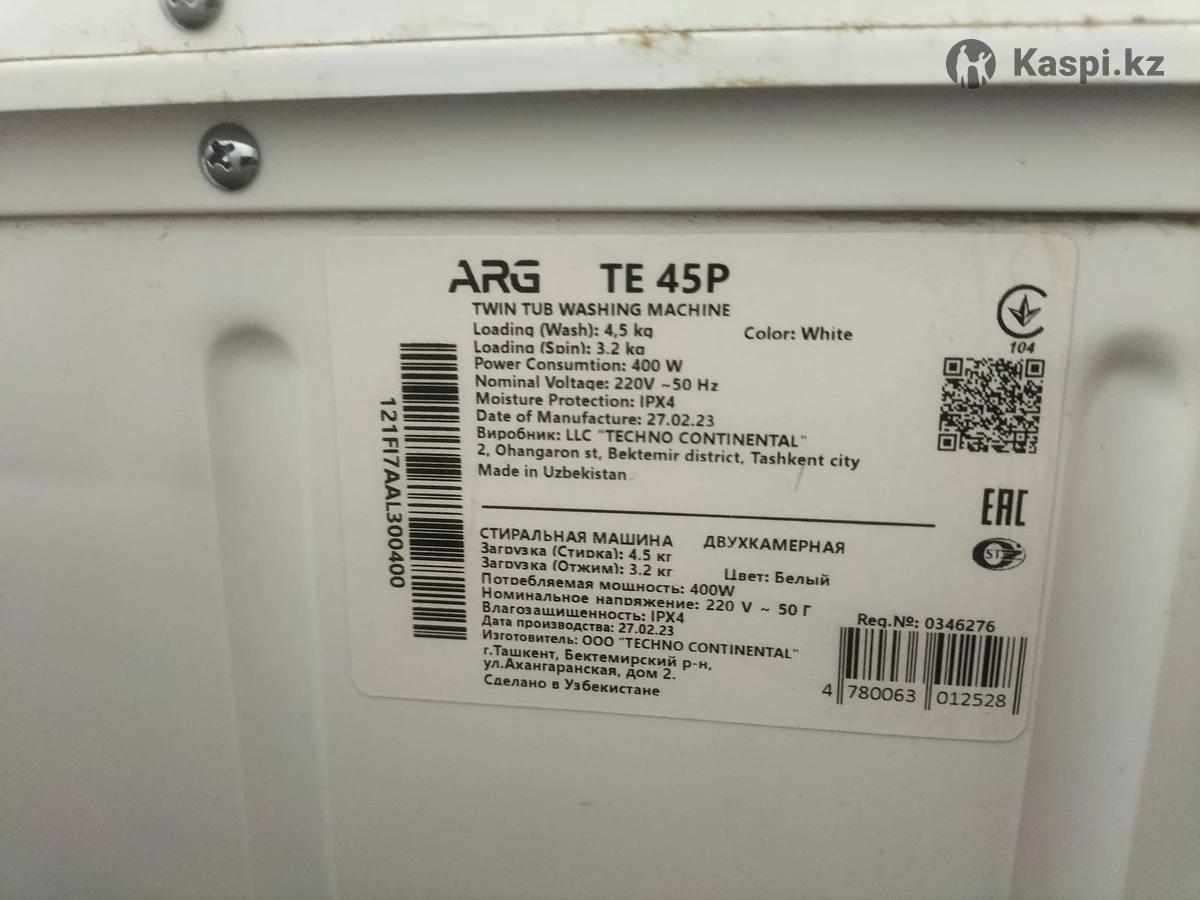 Kaspi.kz
ARG TE 45P
TWIN TUB WASHING MACHINE
Loading (Wash): 4,5 kg Color: White
Loading (Spin): 3.2 kg
Power Consumtion: 400 W
Nominal Voltage: 220V ~50 Hz
Moisture Protection: IPX4
Date of Manufacture: 27.02.23
Виробник: LLC "TECHNO CONTINENTAL"
2, Ohangaron st, Bektemir district, Tashkent city
Made in Uzbekistan
104
121FI7AAL300400
EAC
ST
СТИРАЛЬНАЯ МАШИНА ДВУХКАМЕРНАЯ
Загрузка (Стирка): 4.5 кг
Загрузка (Отжим): 3.2 кг Цвет: Белый
Потребляемая мощность: 400W
Номинальное напряжение: 220 V ~ 50 Г
Влагозащищенность: IPX4
Дата производства: 27.02.23
Изготовитель: ООО "TECHNO CONTINENTAL"
г.Ташкент, Бектемирский р-н,
ул.Ахангаранская, дом 2.
Сделано в Узбекистане
Reg.№: 0346276
4 780063 012528